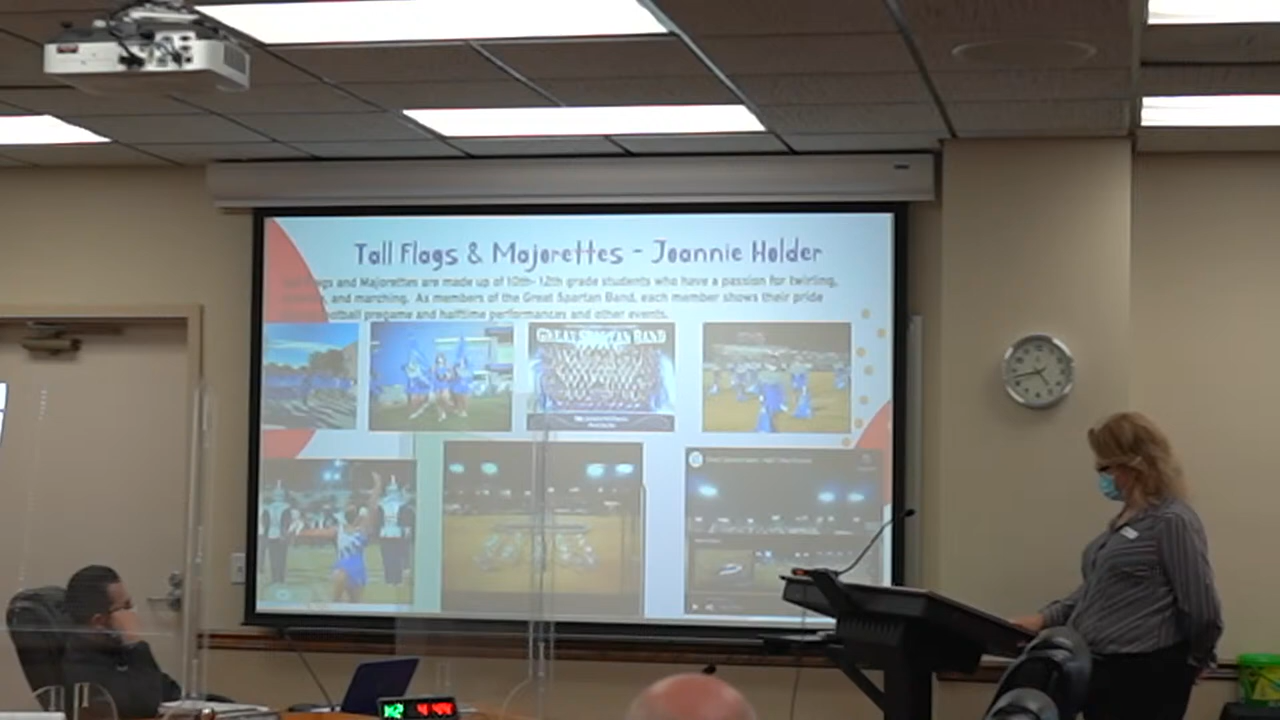 Tall Flags & Majorettes - Joannie Holder
gs and Majorettes are made up of 10th- 12th grade students who have a passion for twirling,
and marching. As members of the Great Spartan Band, each member shows their pride
otball pregame and halftime performances and other events.
GREAT SPARTAN BAND